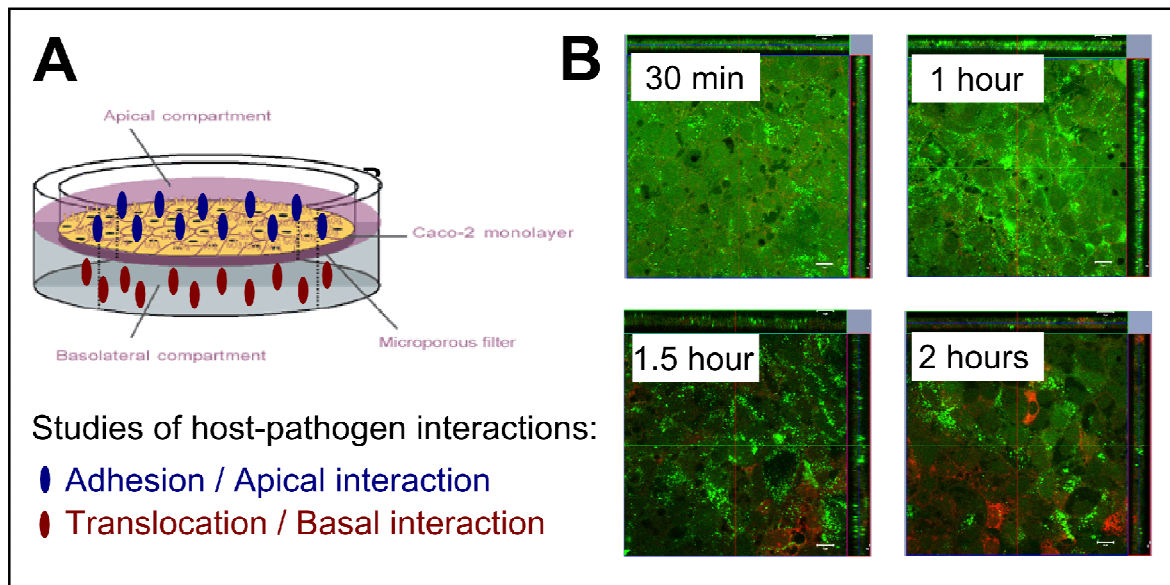 A
Apical compartment
Caco-2 monolayer
Microporous filter
Basolateral compartment
Studies of host-pathogen interactions:
Adhesion / Apical interaction
Translocation / Basal interaction
B
30 min
1 hour
1.5 hour
2 hours